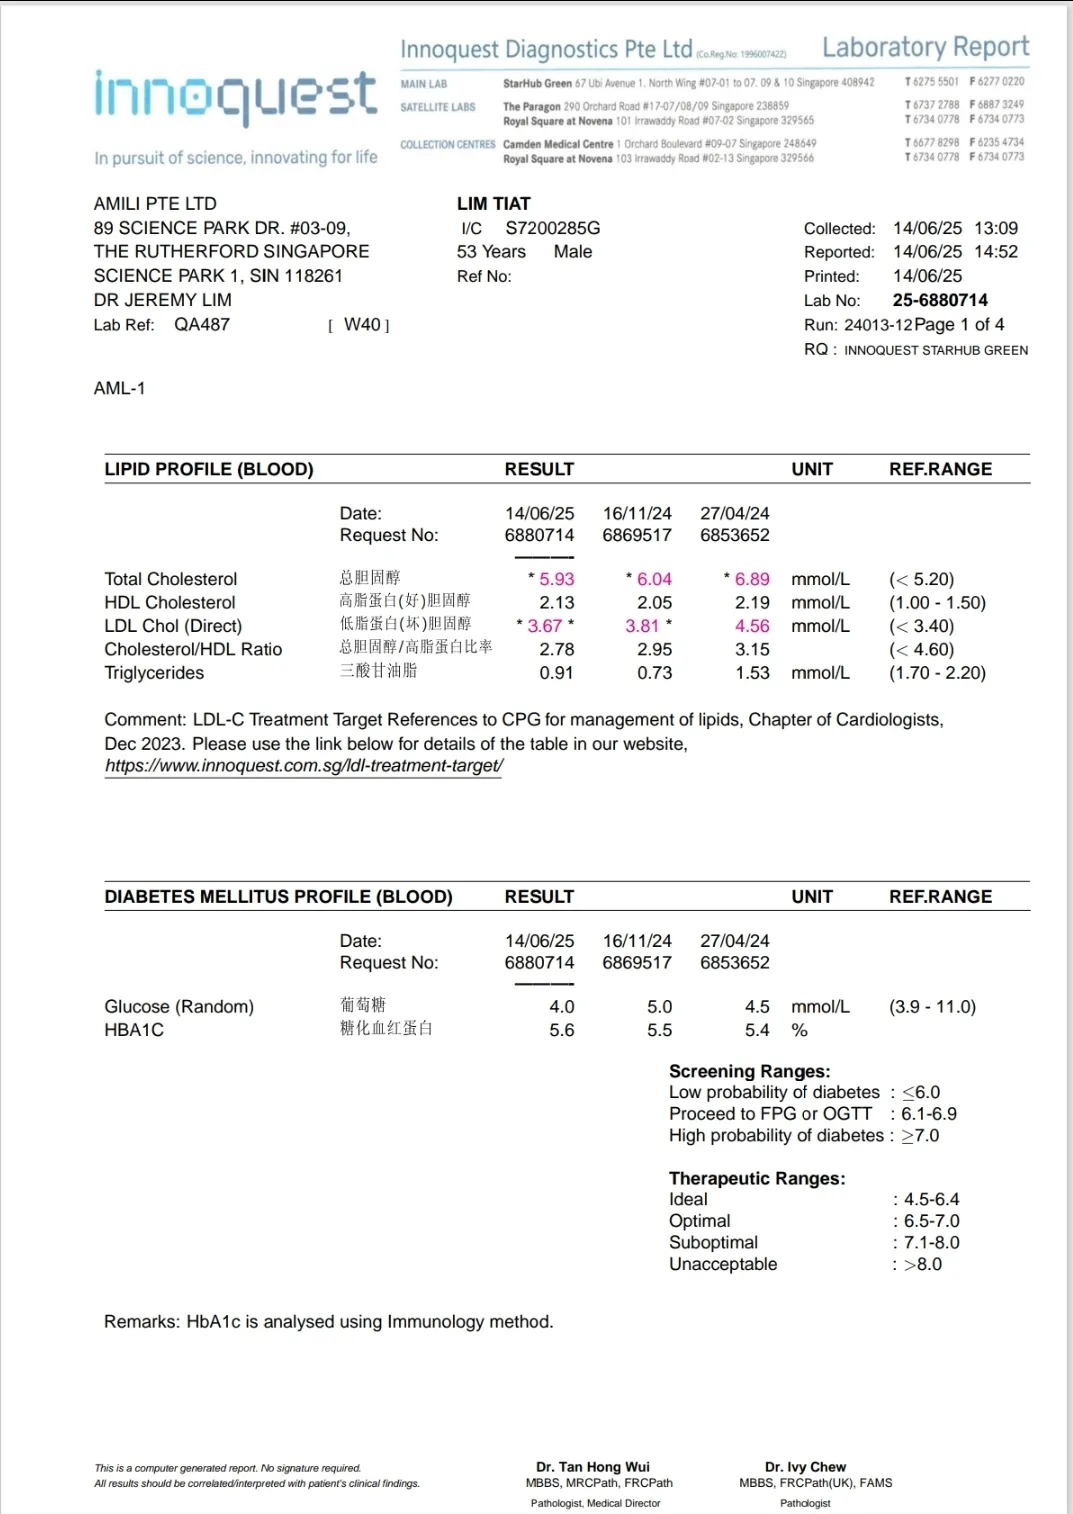 Innoquest Diagnostics Pte Ltd (Co.Reg.No: 199600742Z) Laboratory Report
innoquest
In pursuit of science, innovating for life
MAIN LAB StarHub Green 67 Ubi Avenue 1. North Wing #07-01 to 07. 09 & 10 Singapore 408942 T 6275 5501 F 6277 0220
SATELLITE LABS The Paragon 290 Orchard Road #17-07/08/09 Singapore 238859 T 6737 2788 F 6887 3249
Royal Square at Novena 101 Irrawaddy Road #07-02 Singapore 329565 T 6734 0778 F 6734 0773
COLLECTION CENTRES Camden Medical Centre 1 Orchard Boulevard #09-07 Singapore 248649 T 6677 8298 F 6235 4734
Royal Square at Novena 103 Irrawaddy Road #02-13 Singapore 329566 T 6734 0778 F 6734 0773
AMILI PTE LTD LIM TIAT
89 SCIENCE PARK DR. #03-09, I/C S7200285G Collected: 14/06/25 13:09
THE RUTHERFORD SINGAPORE 53 Years Male Reported: 14/06/25 14:52
SCIENCE PARK 1, SIN 118261 Ref No: Printed: 14/06/25
DR JEREMY LIM Lab No: 25-6880714
Lab Ref: QA487 [ W40 ] Run: 24013-12Page 1 of 4
RQ : INNOQUEST STARHUB GREEN
AML-1
LIPID PROFILE (BLOOD) RESULT UNIT REF.RANGE
Date: 14/06/25 16/11/24 27/04/24
Request No: 6880714 6869517 6853652
Total Cholesterol 总胆固醇 * 5.93 * 6.04 * 6.89 mmol/L (< 5.20)
HDL Cholesterol 高脂蛋白(好)胆固醇 2.13 2.05 2.19 mmol/L (1.00 - 1.50)
LDL Chol (Direct) 低脂蛋白(坏)胆固醇 * 3.67 * 3.81 * 4.56 mmol/L (< 3.40)
Cholesterol/HDL Ratio 总胆固醇/高脂蛋白比率 2.78 2.95 3.15 (< 4.60)
Triglycerides 三酸甘油脂 0.91 0.73 1.53 mmol/L (1.70 - 2.20)
Comment: LDL-C Treatment Target References to CPG for management of lipids, Chapter of Cardiologists,
Dec 2023. Please use the link below for details of the table in our website,
https://www.innoquest.com.sg/ldl-treatment-target/
DIABETES MELLITUS PROFILE (BLOOD) RESULT UNIT REF.RANGE
Date: 14/06/25 16/11/24 27/04/24
Request No: 6880714 6869517 6853652
Glucose (Random) 葡萄糖 4.0 5.0 4.5 mmol/L (3.9 - 11.0)
HBA1C 糖化血红蛋白 5.6 5.5 5.4 %
Screening Ranges:
Low probability of diabetes : ≤6.0
Proceed to FPG or OGTT : 6.1-6.9
High probability of diabetes : ≥7.0
Therapeutic Ranges:
Ideal : 4.5-6.4
Optimal : 6.5-7.0
Suboptimal : 7.1-8.0
Unacceptable : >8.0
Remarks: HbA1c is analysed using Immunology method.
This is a computer generated report. No signature required. Dr. Tan Hong Wui Dr. Ivy Chew
All results should be correlated/interpreted with patient's clinical findings. MBBS, MRCPath, FRCPath MBBS, FRCPath(UK), FAMS
Pathologist, Medical Director Pathologist